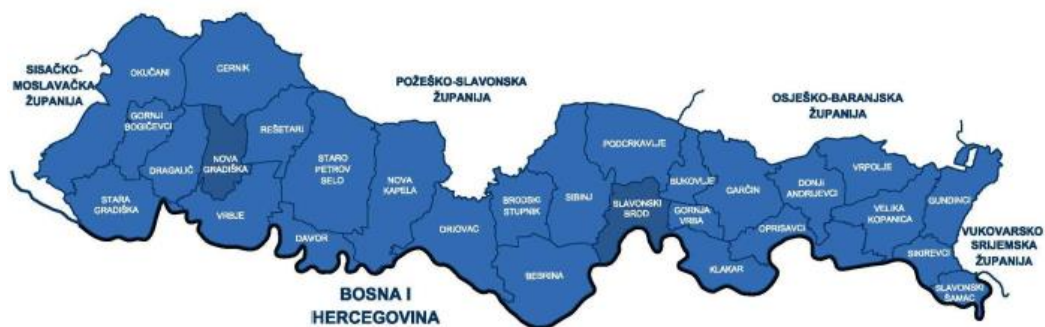 SISAČKO-
MOSLAVAČKA
ŽUPANIJA
OKUČANI
CERNIK
POŽEŠKO-SLAVONSKA
ŽUPANIJA
OSJEŠKO-BARANJSKA
ŽUPANIJA
GORNJI
BOGIĆEVCI
DRAGALIĆ
NOVA
GRADIŠKA
REŠETARI
STARA
GRADIŠKA
VRBJE
STARO
PETROV
SELO
DAVOR
NOVA
KAPELA
ORIOVAC
BRODSKI
STUPNIK
SIBINJ
BEBRINA
PODCRKAVLJE
SLAVONSKI
BROD
BUKOVLJE
GORNJA
VRBA
KLAKAR
GARČIN
OPRISAVCI
DONJI
ANDRIJEVCI
VRPOLJE
VELIKA
KOPANICA
GUNDINCI
SIKIREVCI
SLAVONSKI
ŠAMAC
VUKOVARSKO
SRIJEMSKA
ŽUPANIJA
BOSNA I
HERCEGOVINA